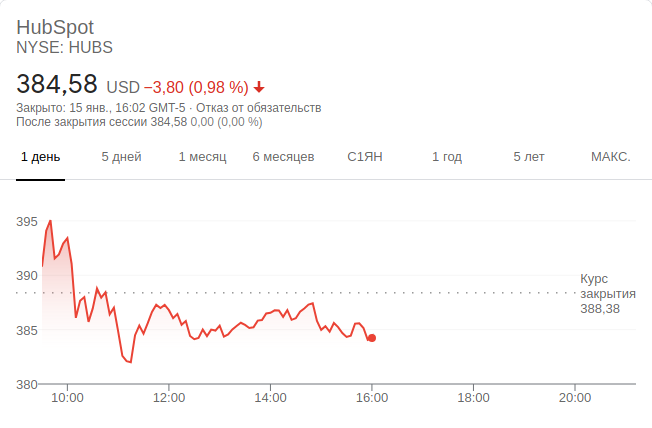 HubSpot
NYSE: HUBS
384,58 USD −3,80 (0,98 %)
Закрыто: 15 янв., 16:02 GMT-5 · Отказ от обязательств
После закрытия сессии 384,58 0,00 (0,00 %)
1 день 5 дней 1 месяц 6 месяцев С1ЯН 1 год 5 лет МАКС.
395
390
385
380
Курс
закрытия
388,38
10:00 12:00 14:00 16:00 18:00 20:00